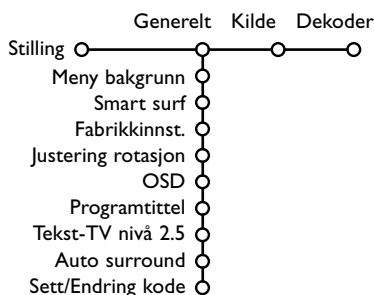 Generelt Kilde Dekoder
Stilling
Meny bakgrunn
Smart surf
Fabrikkinnst.
Justering rotasjon
OSD
Programtittel
Tekst-TV nivå 2.5
Auto surround
Sett/Endring kode